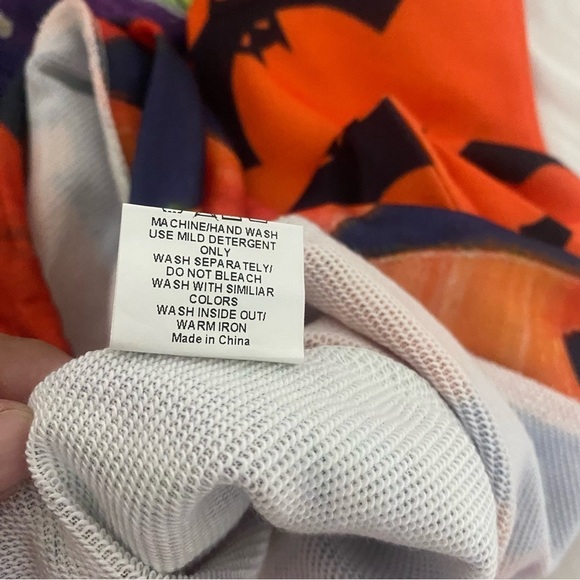 MACHINE/HAND WASH
USE MILD DETERGENT
ONLY
WASH SEPARATELY/
DO NOT BLEACH
WASH WITH SIMILIAR
COLORS
WASH INSIDE OUT/
WARM IRON
Made in China